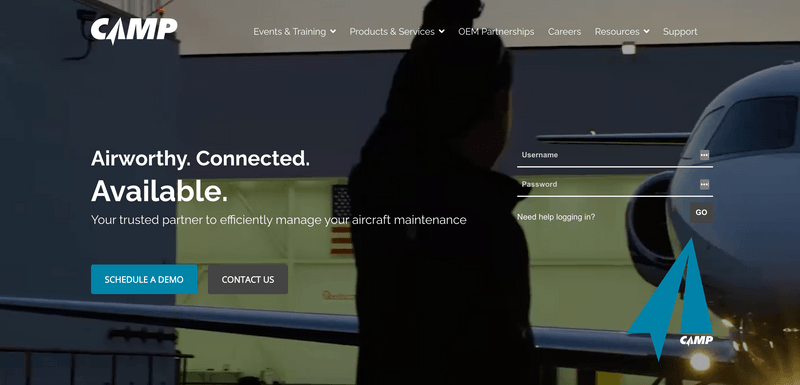 CAMP
Events & Training
Products & Services
OEM Partnerships
Careers
Resources
Support
Airworthy. Connected.
Available.
Your trusted partner to efficiently manage your aircraft maintenance
SCHEDULE A DEMO
CONTACT US
Username
Password
Need help logging in?
GO
CAMP